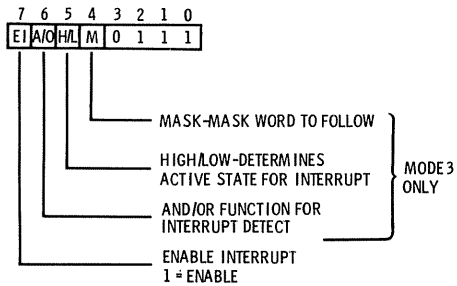 7 6 5 4 3 2 1 0
EI A/O H/L M 0 1 1 1
MASK-MASK WORD TO FOLLOW
HIGH/LOW-DETERMINES
ACTIVE STATE FOR INTERRUPT
MODE 3
ONLY
AND/OR FUNCTION FOR
INTERRUPT DETECT
ENABLE INTERRUPT
1 = ENABLE